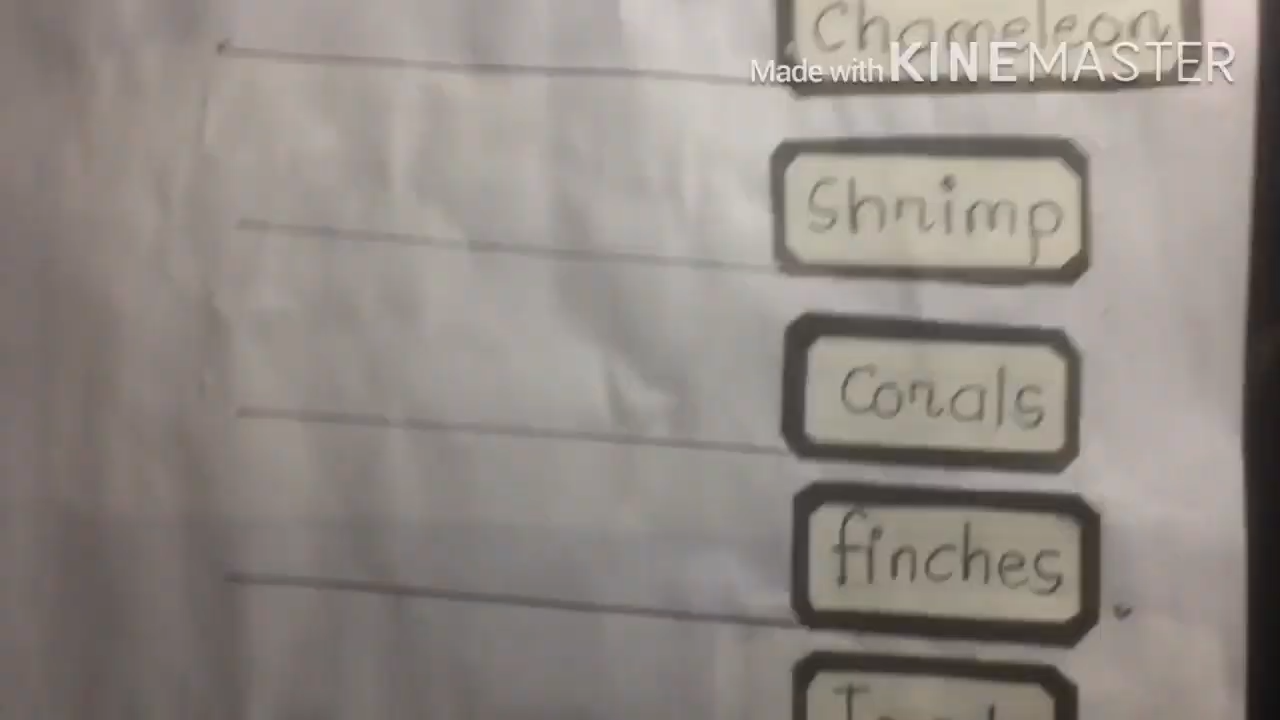 Chameleon
Made with KINEMASTER
Shrimp
Corals
finches